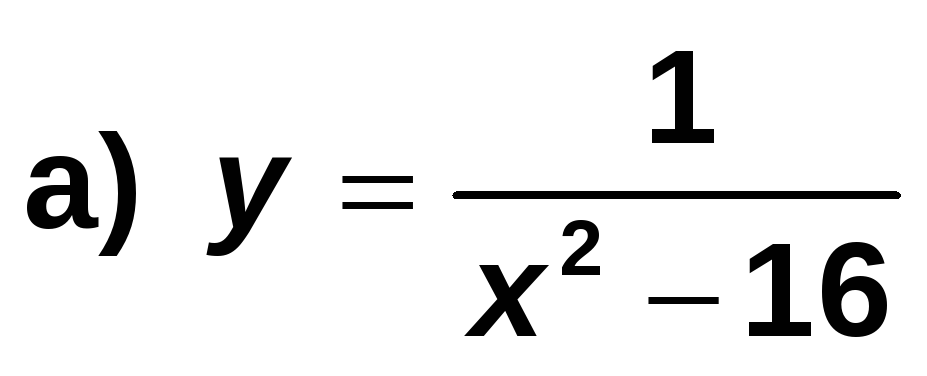 a) y = 1 / (x² – 16)